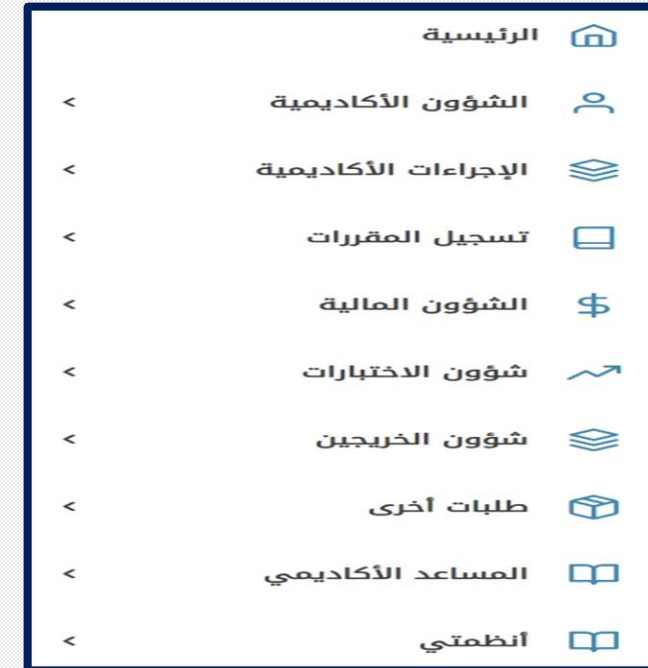 الرئيسية
الشؤون الأكاديمية
الإجراءات الأكاديمية
تسجيل المقررات
الشؤون المالية
شؤون الاختبارات
شؤون الخريجين
طلبات أخرى
المساعد الأكاديمي
أنظمتي